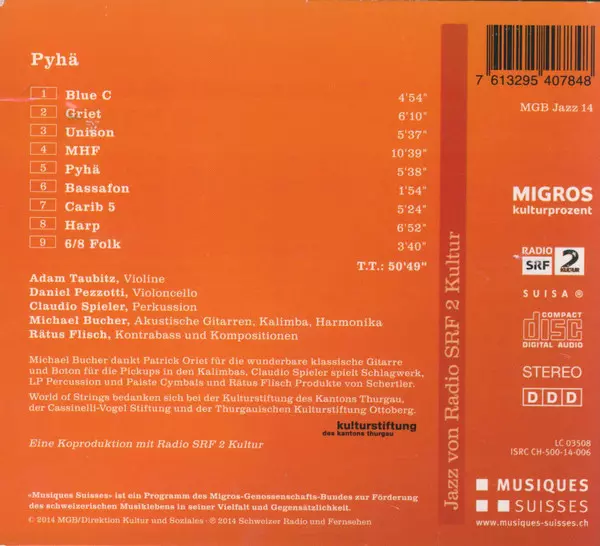 Pyhä
1 Blue C 4'54"
2 Griet 6'10"
3 Unison 5'37"
4 MHF 10'39"
5 Pyhä 5'38"
6 Bassafon 1'54"
7 Carib 5 5'24"
8 Harp 6'52"
9 6/8 Folk 3'40"
T.T.: 50'49"
Adam Taubitz, Violine
Daniel Pezzotti, Violoncello
Claudio Spieler, Perkussion
Michael Bucher, Akustische Gitarren, Kalimba, Harmonika
Rätus Flisch, Kontrabass und Kompositionen
Michael Bucher dankt Patrick Oriet für die wunderbare klassische Gitarre
und Boton für die Pickups in den Kalimbas, Claudio Spieler spielt Schlagwerk,
LP Percussion und Paiste Cymbals und Rätus Flisch Produkte von Schertler.
World of Strings bedanken sich bei der Kulturstiftung des Kantons Thurgau,
der Cassinelli-Vogel Stiftung und der Thurgauischen Kulturstiftung Ottoberg.
kulturstiftung
des kantons thurgau
Eine Koproduktion mit Radio SRF 2 Kultur
«Musiques Suisses» ist ein Programm des Migros-Genossenschafts-Bundes zur Förderung
des schweizerischen Musiklebens in seiner Vielfalt und Gegensätzlichkeit.
© 2014 MGB/Direktion Kultur und Soziales · ℗ 2014 Schweizer Radio und Fernsehen
Jazz von Radio SRF 2 Kultur
7 613295 407848
MGB Jazz 14
MIGROS
kulturprozent
RADIO
SRF 2
KULTUR
SUISA ®
COMPACT
disc
DIGITAL AUDIO
STEREO
DDD
LC 03508
ISRC CH-500-14-006
MUSIQUES
SUISSES
www.musiques-suisses.ch